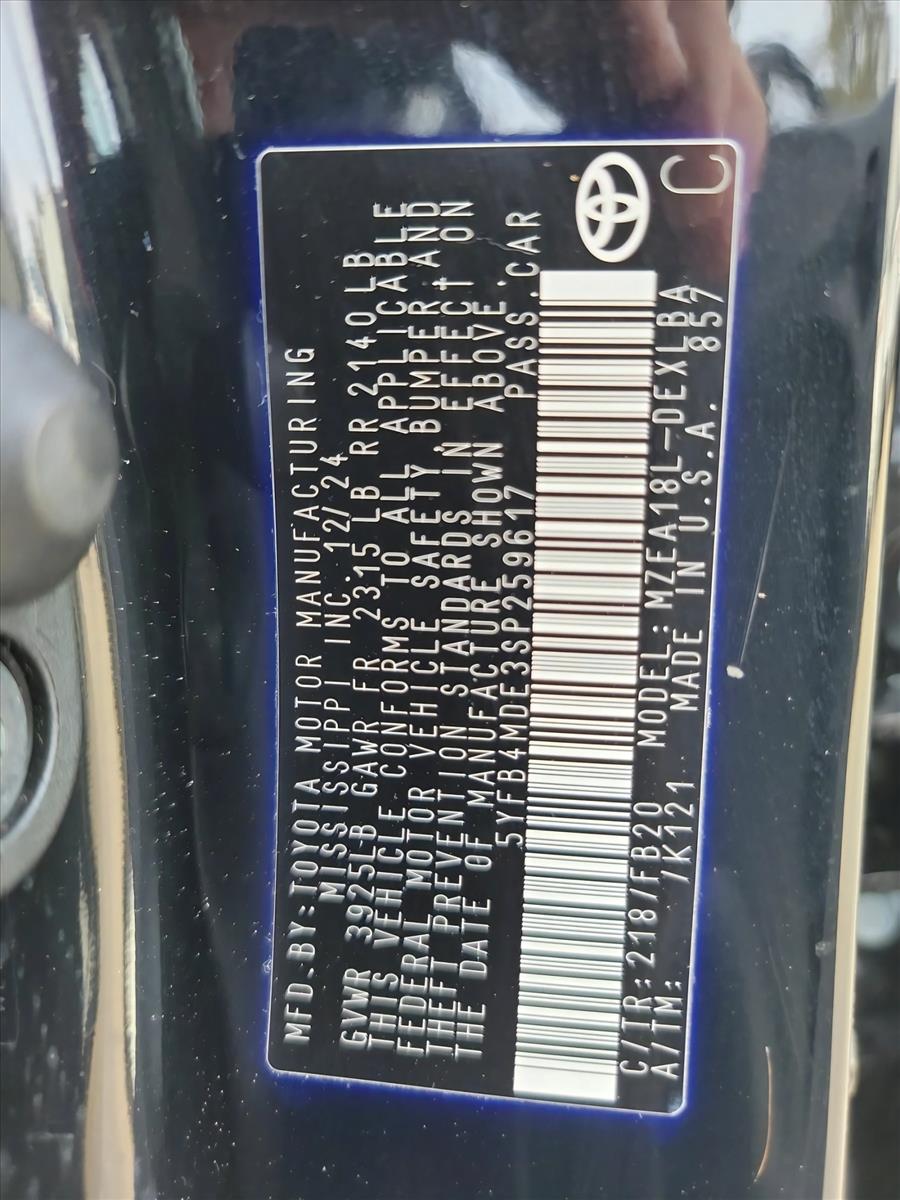 MFD.BY:TOYOTA MOTOR MANUFACTURING
MISSISSIPPI INC. 12/24
GVWR 3925LB GAWR FR 2315 LB RR 2140LB
THIS VEHICLE CONFORMS TO ALL APPLICABLE
FEDERAL MOTOR VEHICLE SAFETY, BUMPER, AND
THEFT PREVENTION STANDARDS IN EFFECT ON
THE DATE OF MANUFACTURE SHOWN ABOVE.
5YFB4MDE3SP259617 PASS.CAR
C/TR:218/FB20 MODEL:MZEA18L-DEXLBA
A/TM: /K121 MADE IN U.S.A. 857
C